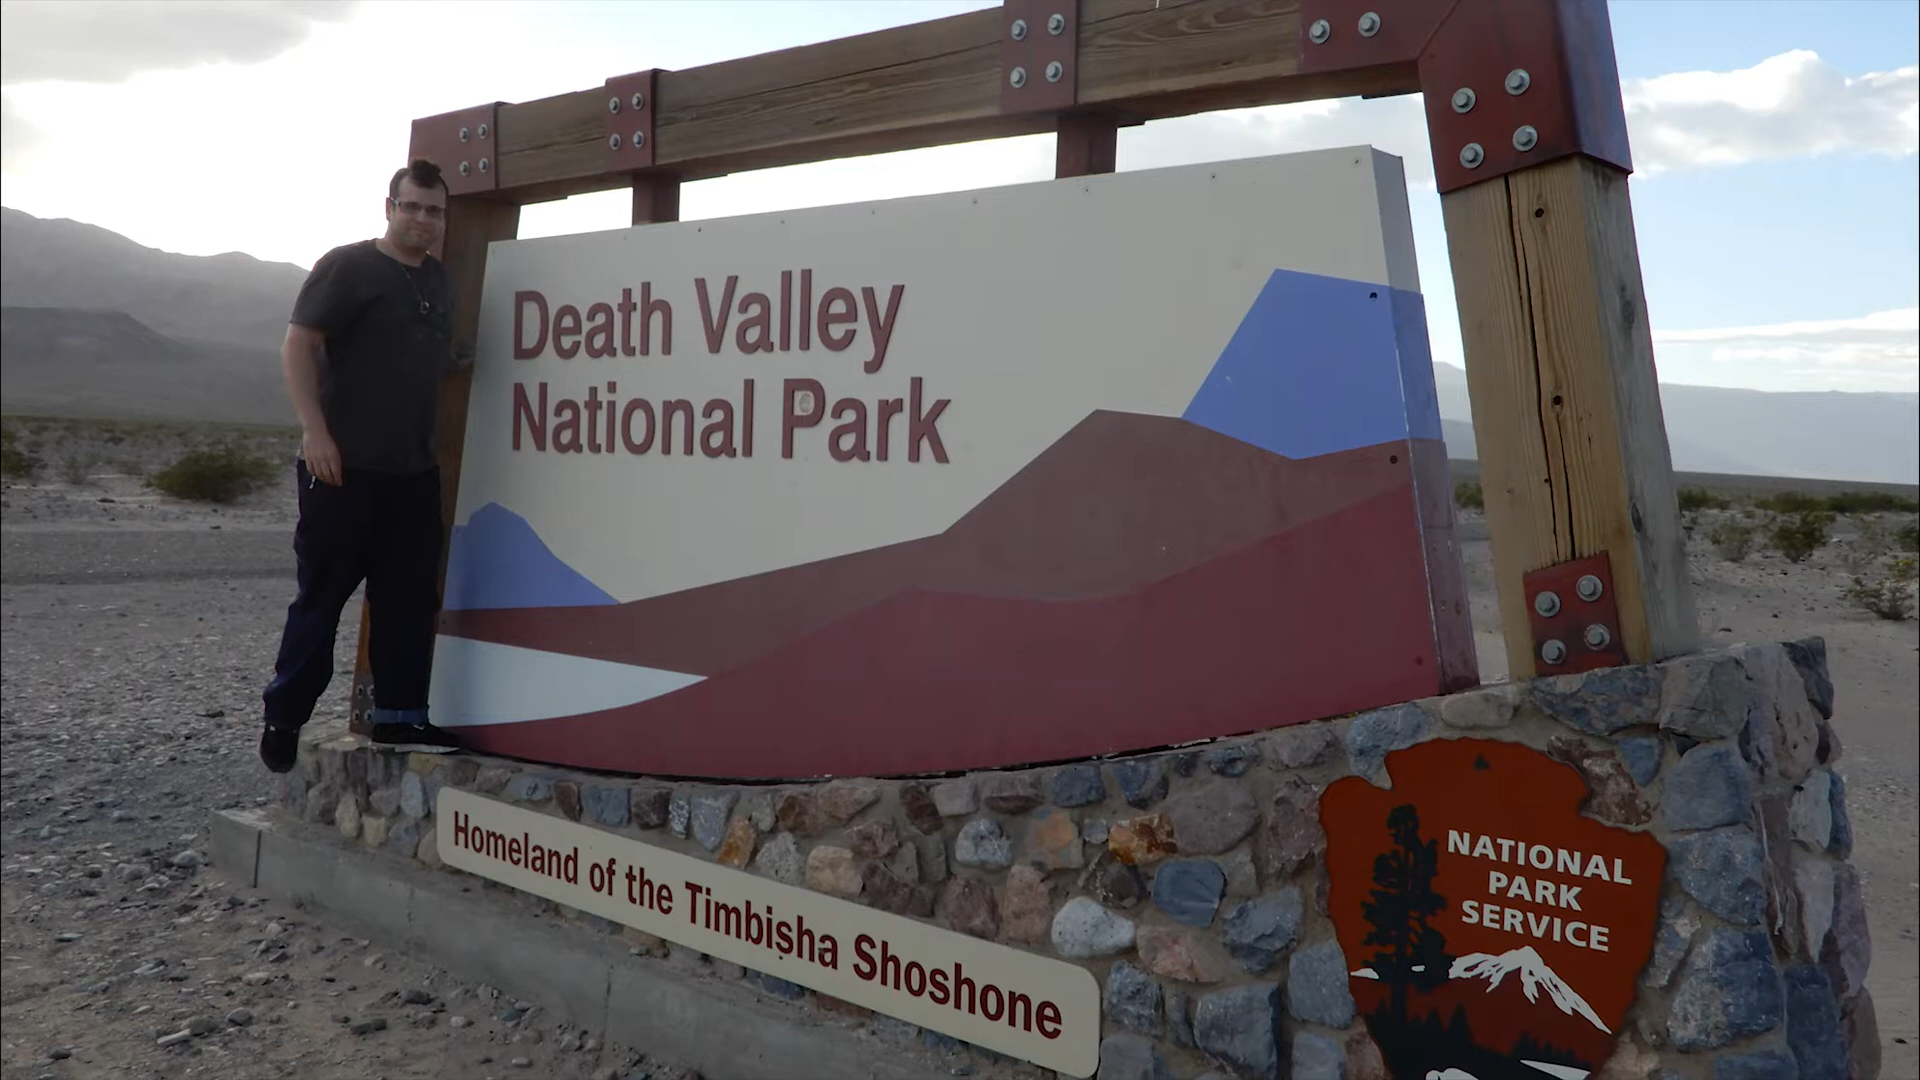 Death Valley
National Park
Homeland of the Timbisha Shoshone
NATIONAL
PARK
SERVICE